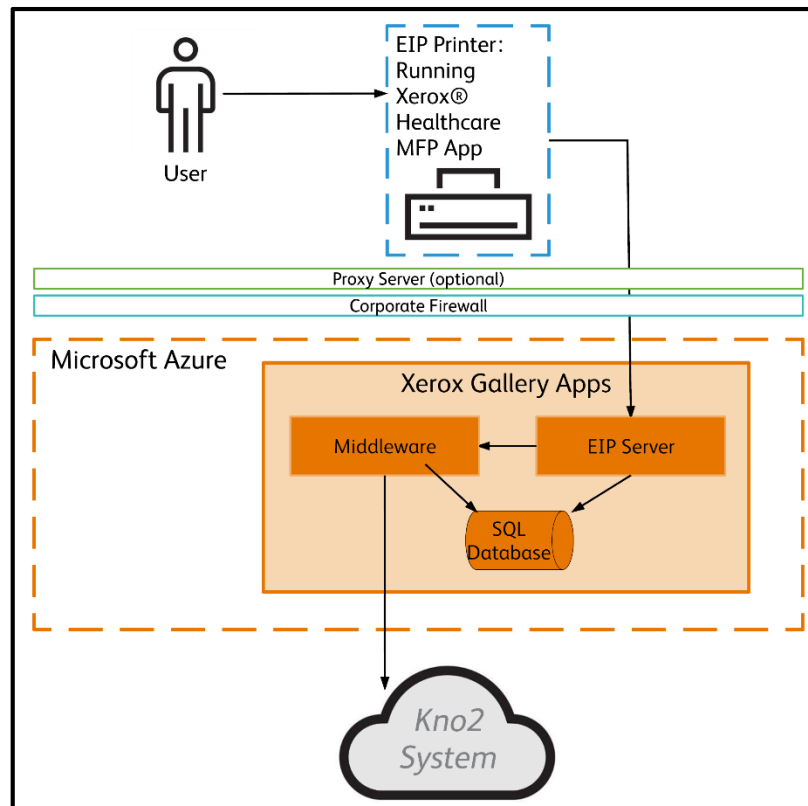 EIP Printer:
Running
Xerox®
Healthcare
MFP App
User
Proxy Server (optional)
Corporate Firewall
Microsoft Azure
Xerox Gallery Apps
Middleware
EIP Server
SQL
Database
Kno2
System